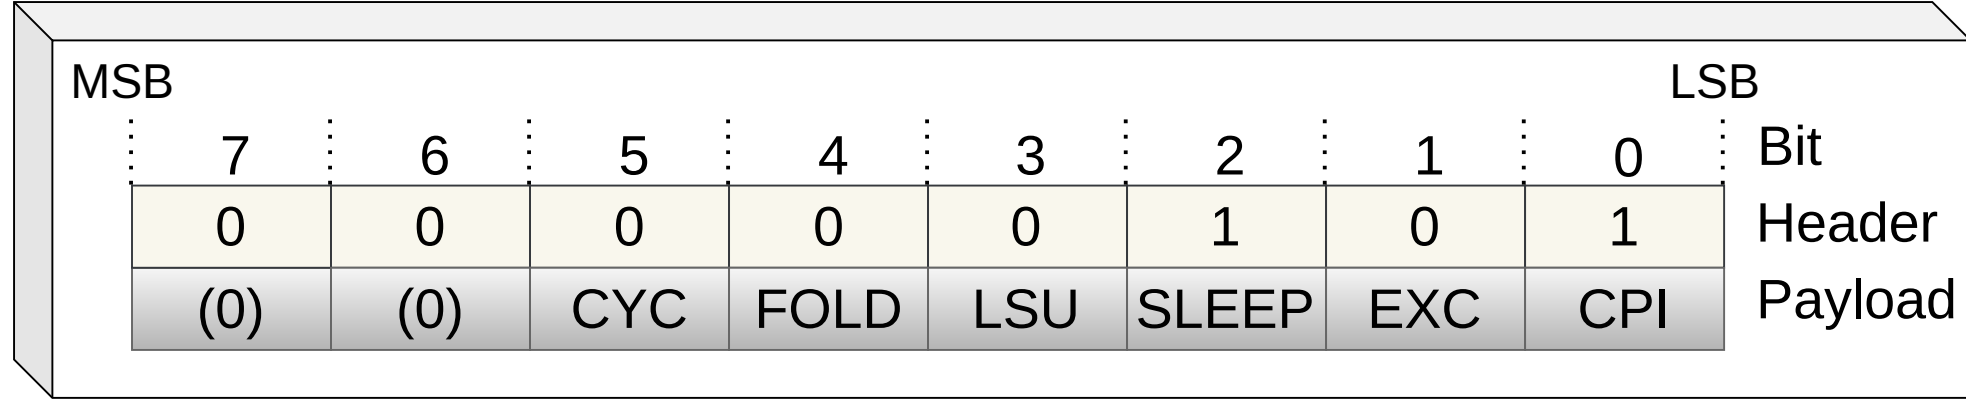 MSB LSB
7 6 5 4 3 2 1 0 Bit
0 0 0 0 0 1 0 1 Header
(0) (0) CYC FOLD LSU SLEEP EXC CPI Payload